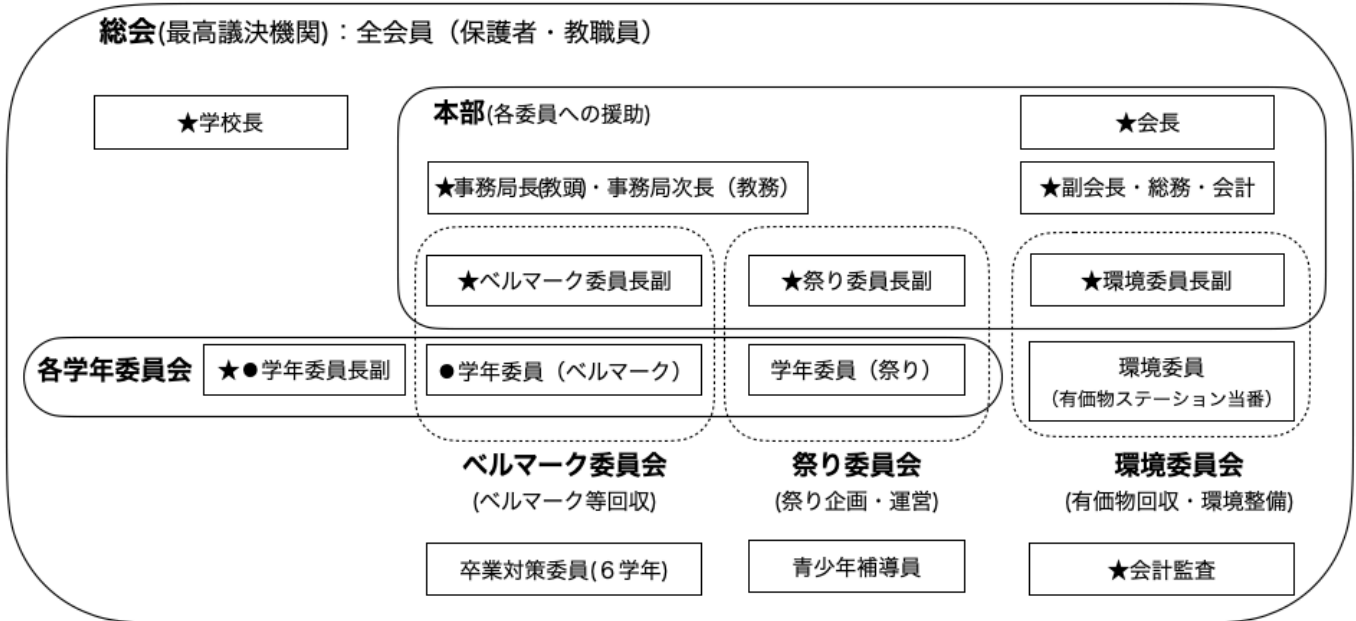 総会(最高議決機関)：全会員（保護者・教職員）
★学校長
本部(各委員への援助)
★会長
★事務局長(教頭)・事務局次長（教務）
★副会長・総務・会計
★ベルマーク委員長副
★祭り委員長副
★環境委員長副
各学年委員会
★●学年委員長副
●学年委員（ベルマーク）
学年委員（祭り）
環境委員
（有価物ステーション当番）
ベルマーク委員会
(ベルマーク等回収)
祭り委員会
(祭り企画・運営)
環境委員会
(有価物回収・環境整備)
卒業対策委員(６学年)
青少年補導員
★会計監査